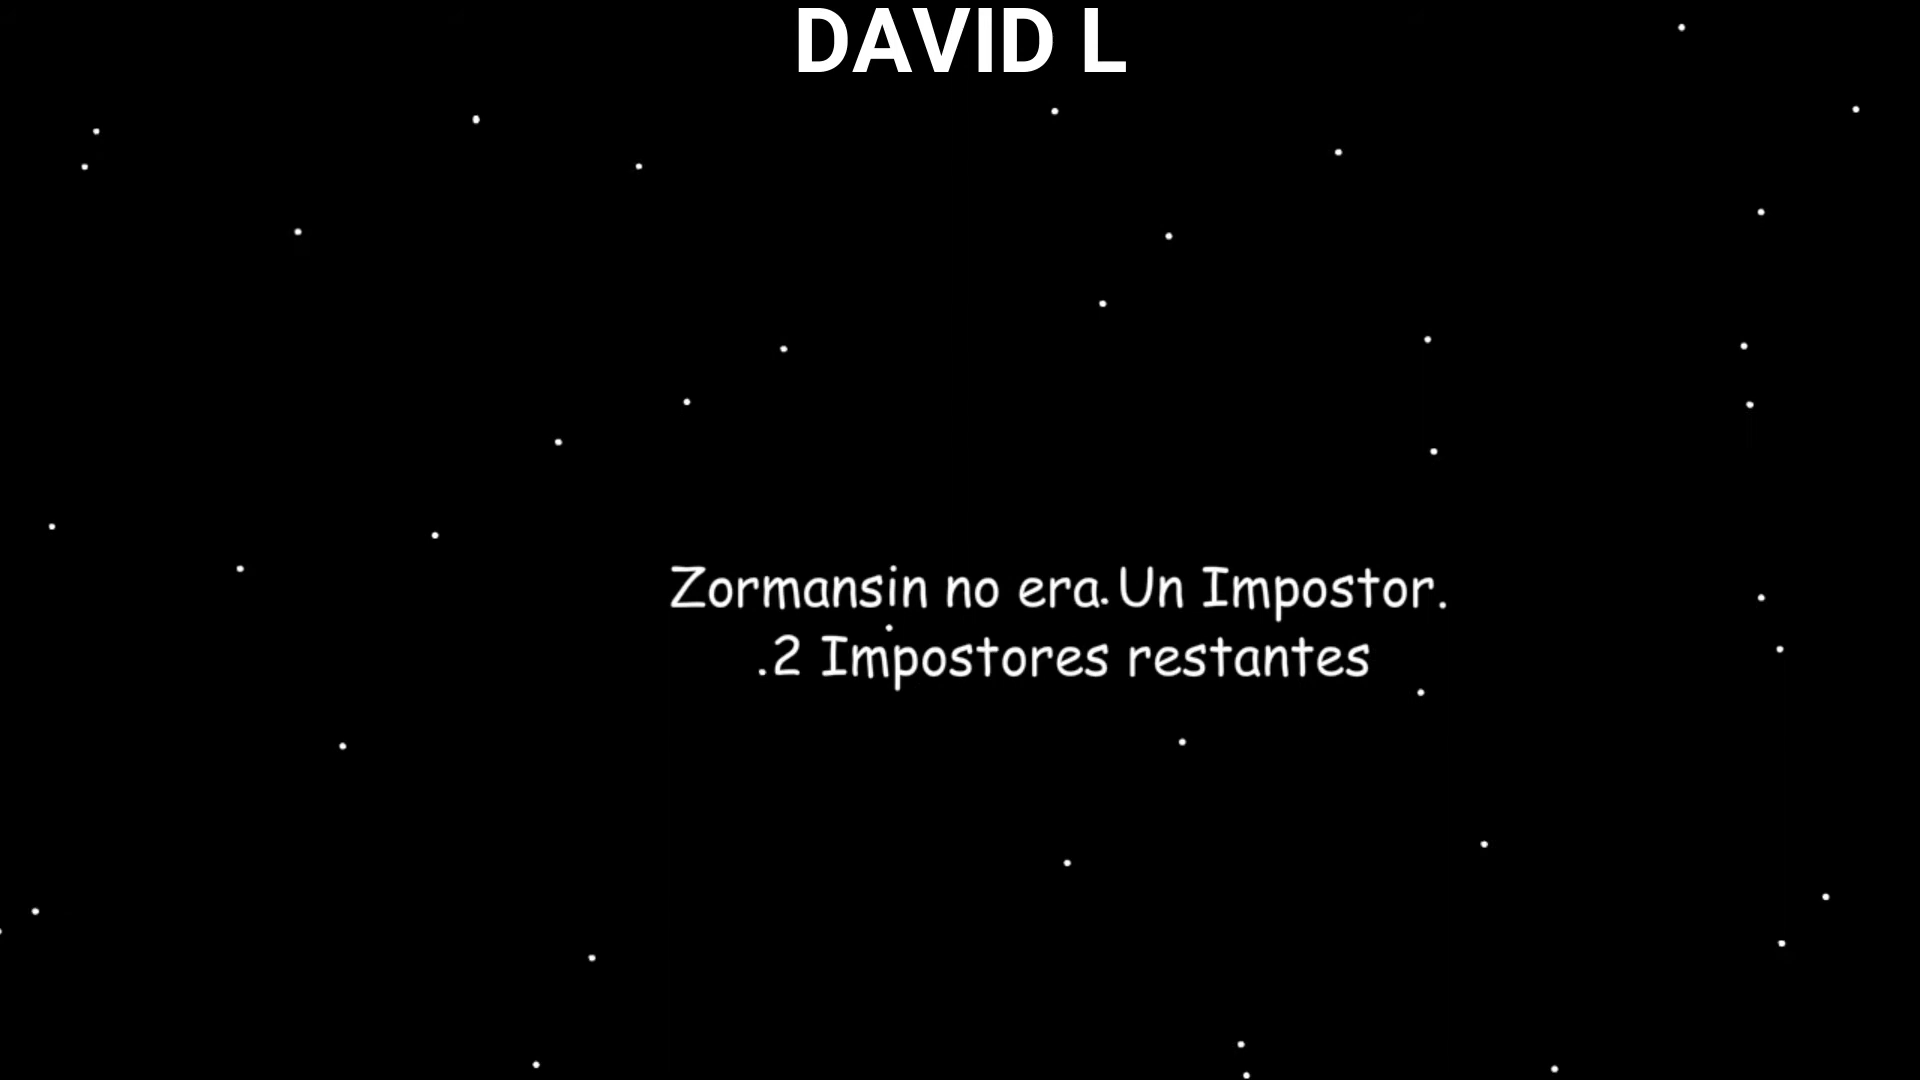 DAVID L
Zormansin no era Un Impostor.
.2 Impostores restantes